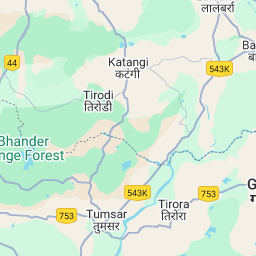 लालबर्रा
Katangi
कटंगी
44
543K
Ba
Tirodi
तिरोडी
Bhander
nge Forest
543K
Tirora
तिरोरा
753
G
753
Tumsar
तुमसर